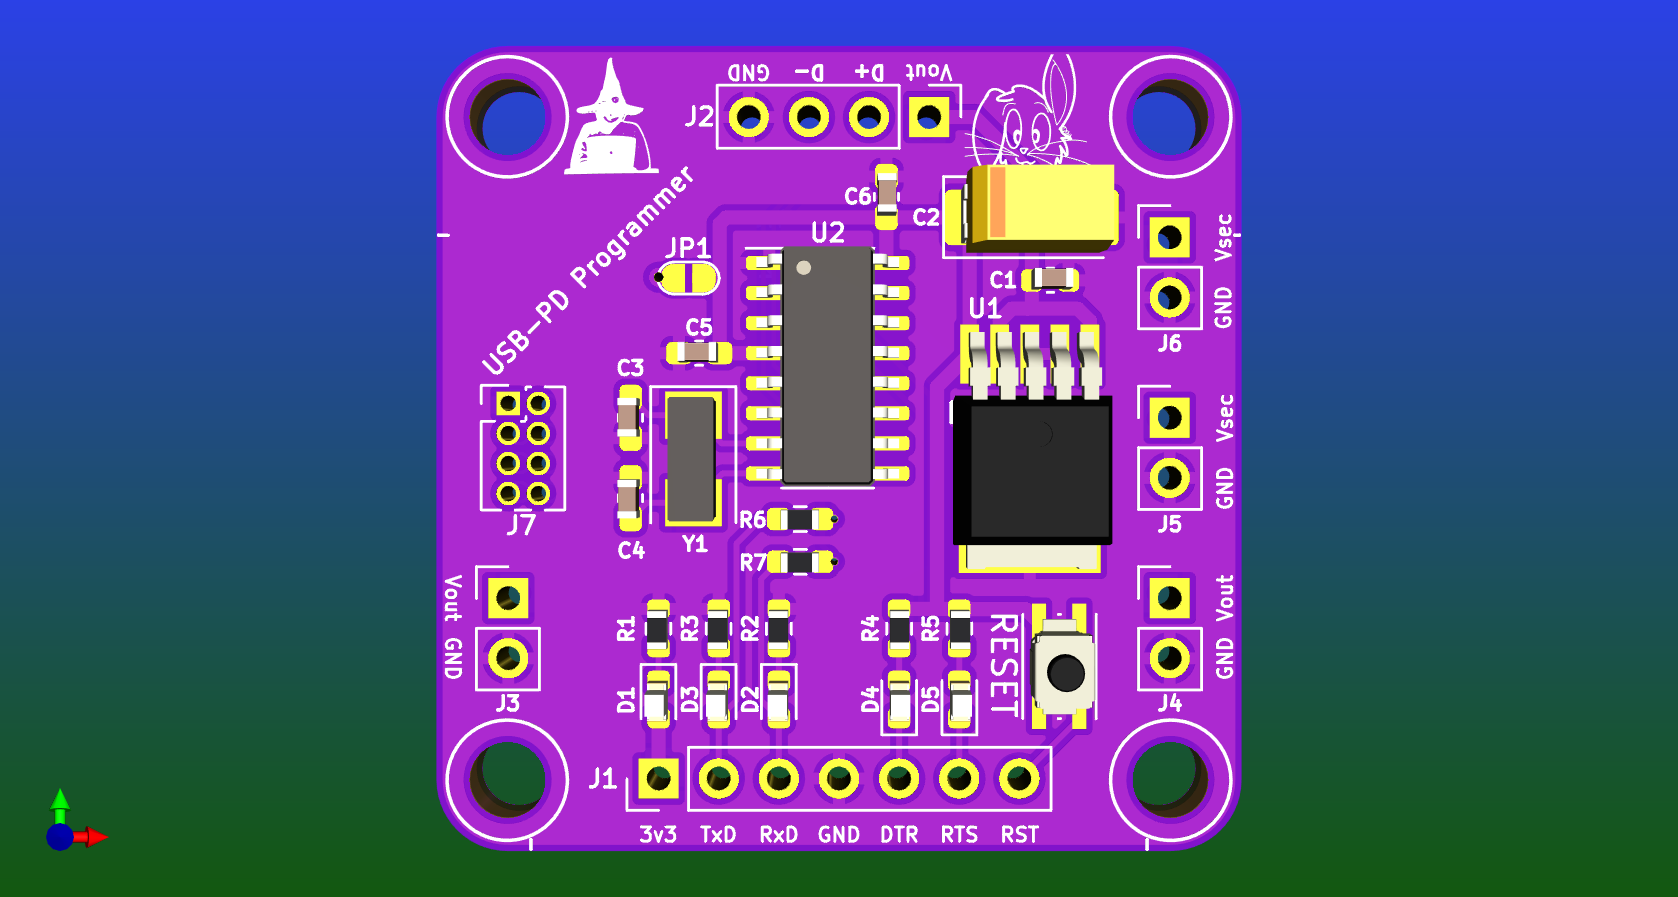 GND D- D+ Vout
J2
C6
C2
USB-PD Programmer
JP1
U2
Vsec
GND
J6
C1
U1
C5
C3
C4
Y1
J7
Vsec
GND
J5
R6
R7
Vout
GND
J3
R1 R3 R2 R4 R5
RESET
Vout
GND
J4
D1 D3 D2 D4 D5
J1
3v3 TxD RxD GND DTR RTS RST